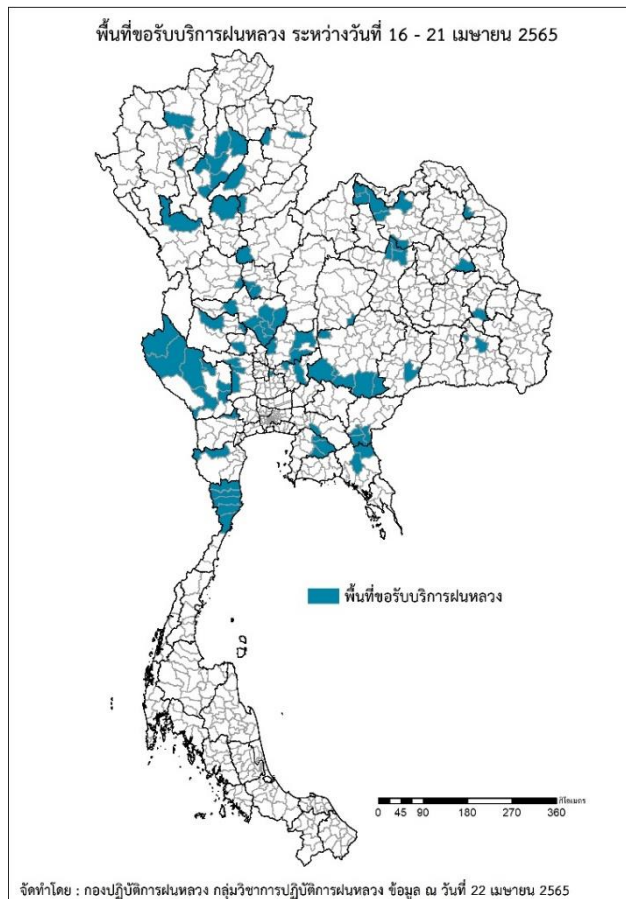 พื้นที่ขอรับบริการฝนหลวง ระหว่างวันที่ 16 - 21 เมษายน 2565
พื้นที่ขอรับบริการฝนหลวง
กิโลเมตร
0 45 90 180 270 360
จัดทำโดย : กองปฏิบัติการฝนหลวง กลุ่มวิชาการปฏิบัติการฝนหลวง ข้อมูล ณ วันที่ 22 เมษายน 2565